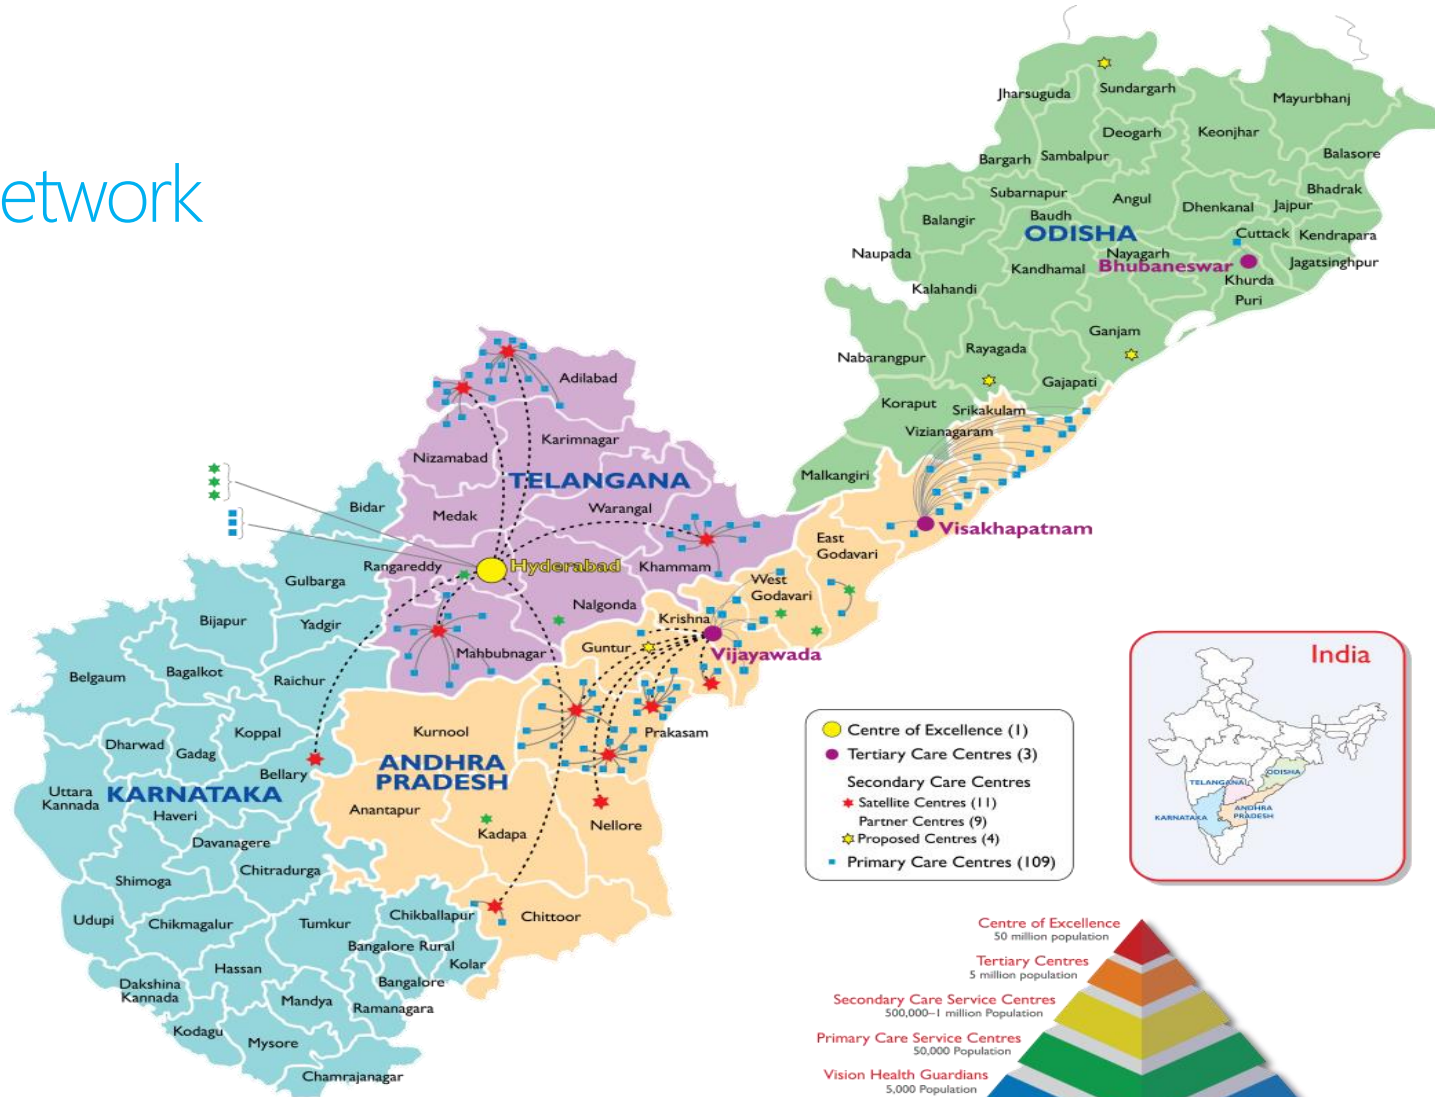 etwork
Jharsuguda
Sundargarh
Mayurbhanj
Deogarh
Keonjhar
Bargarh
Sambalpur
Balasore
Subarnapur
Angul
Bhadrak
Dhenkanal
Jajpur
Balangir
Baudh
ODISHA
Cuttack
Kendrapara
Naupada
Nayagarh
Kandhamal
Bhubaneswar
Jagatsinghpur
Khurda
Kalahandi
Puri
Ganjam
Nabarangpur
Rayagada
Gajapati
Koraput
Srikakulam
Vizianagaram
Malkangiri
Adilabad
Karimnagar
Nizamabad
TELANGANA
Bidar
Medak
Warangal
Visakhapatnam
East
Godavari
Rangareddy
Hyderabad
Khammam
Gulbarga
West
Godavari
Nalgonda
Bijapur
Yadgir
Krishna
Guntur
Mahbubnagar
Vijayawada
Belgaum
Bagalkot
Raichur
Kurnool
Prakasam
Koppal
Dharwad
Gadag
ANDHRA
PRADESH
Bellary
Uttara
Kannada
KARNATAKA
Haveri
Anantapur
Kadapa
Nellore
Davanagere
Chitradurga
Shimoga
Udupi
Chikmagalur
Tumkur
Chikballapur
Chittoor
Bangalore Rural
Kolar
Hassan
Bangalore
Dakshina
Kannada
Mandya
Ramanagara
Kodagu
Mysore
Chamrajanagar
India
TELANGANA
ODISHA
KARNATAKA
ANDHRA
PRADESH
Centre of Excellence (1)
Tertiary Care Centres (3)
Secondary Care Centres
Satellite Centres (11)
Partner Centres (9)
Proposed Centres (4)
Primary Care Centres (109)
Centre of Excellence
50 million population
Tertiary Centres
5 million population
Secondary Care Service Centres
500,000–1 million Population
Primary Care Service Centres
50,000 Population
Vision Health Guardians
5,000 Population